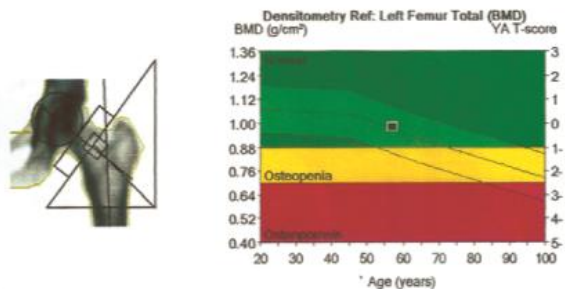 Densitometry Ref: Left Femur Total (BMD)
BMD (g/cm²)
YA T-score
1.36
1.24
1.12
1.00
0.88
0.76
0.64
0.52
0.40
Normal
Osteopenia
Osteoporosis
3
2
1
0
1-
2-
3-
4-
5-
20 30 40 50 60 70 80 90 100
Age (years)